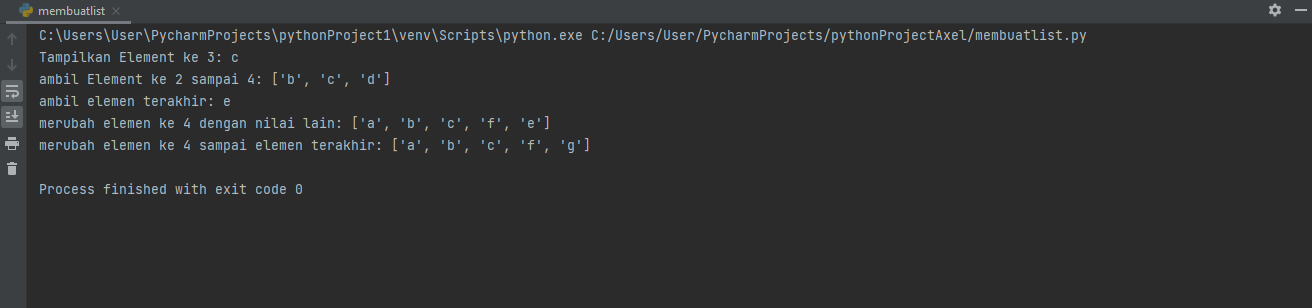 membuatlist
C:\Users\User\PycharmProjects\pythonProject1\venv\Scripts\python.exe C:/Users/User/PycharmProjects/pythonProjectAxel/membuatlist.py
Tampilkan Element ke 3: c
ambil Element ke 2 sampai 4: ['b', 'c', 'd']
ambil elemen terakhir: e
merubah elemen ke 4 dengan nilai lain: ['a', 'b', 'c', 'f', 'e']
merubah elemen ke 4 sampai elemen terakhir: ['a', 'b', 'c', 'f', 'g']
Process finished with exit code 0